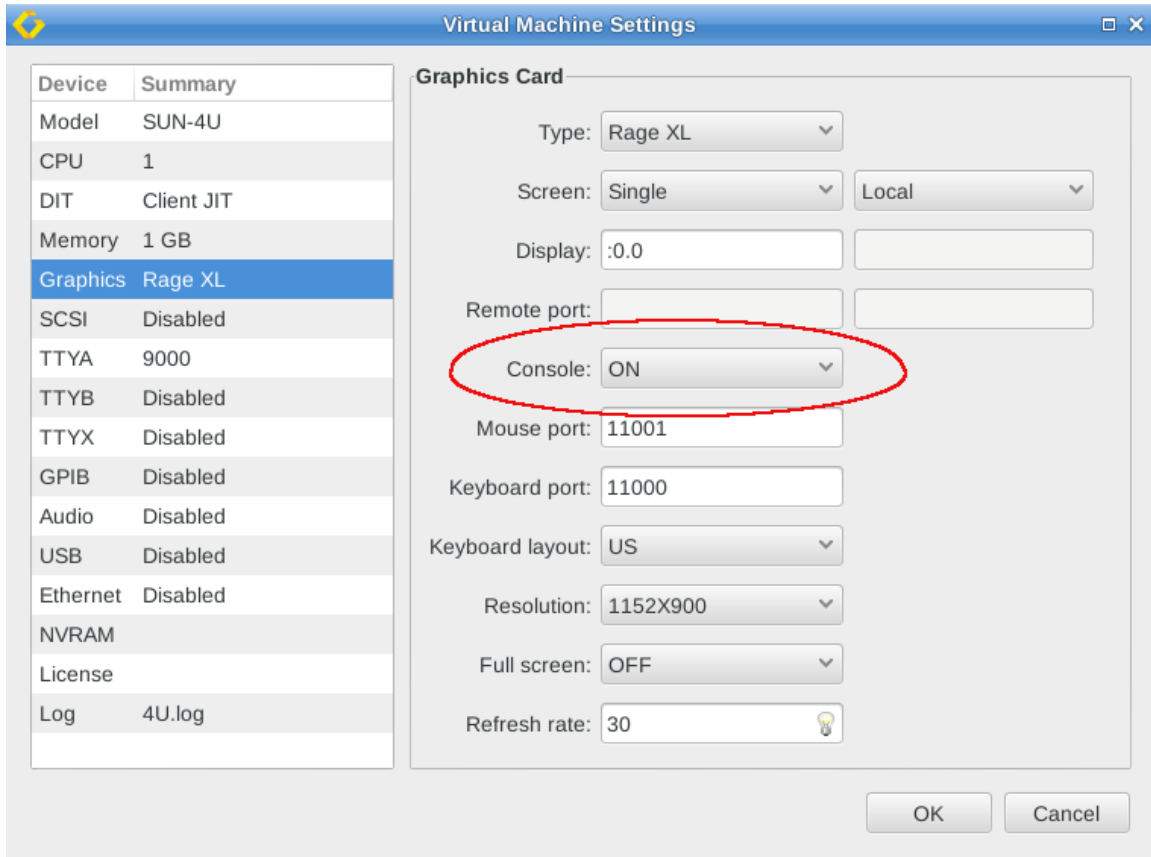 Virtual Machine Settings
Device Summary
Model SUN-4U
CPU 1
DIT Client JIT
Memory 1 GB
Graphics Rage XL
SCSI Disabled
TTYA 9000
TTYB Disabled
TTYX Disabled
GPIB Disabled
Audio Disabled
USB Disabled
Ethernet Disabled
NVRAM
License
Log 4U.log
Graphics Card
Type: Rage XL
Screen: Single Local
Display: :0.0
Remote port:
Console: ON
Mouse port: 11001
Keyboard port: 11000
Keyboard layout: US
Resolution: 1152X900
Full screen: OFF
Refresh rate: 30
OK Cancel